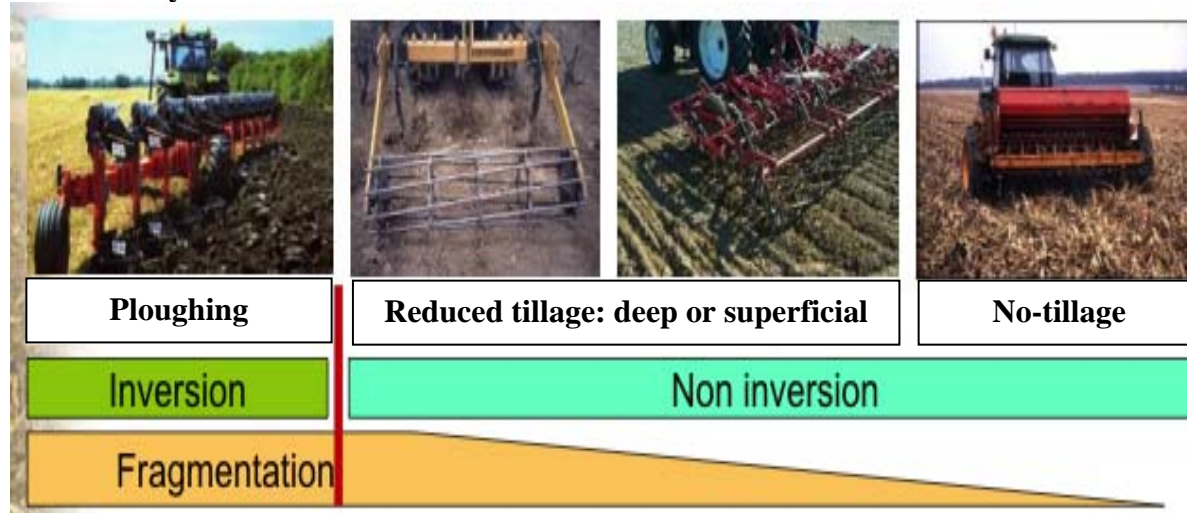 Ploughing
Reduced tillage: deep or superficial
No-tillage
Inversion
Non inversion
Fragmentation